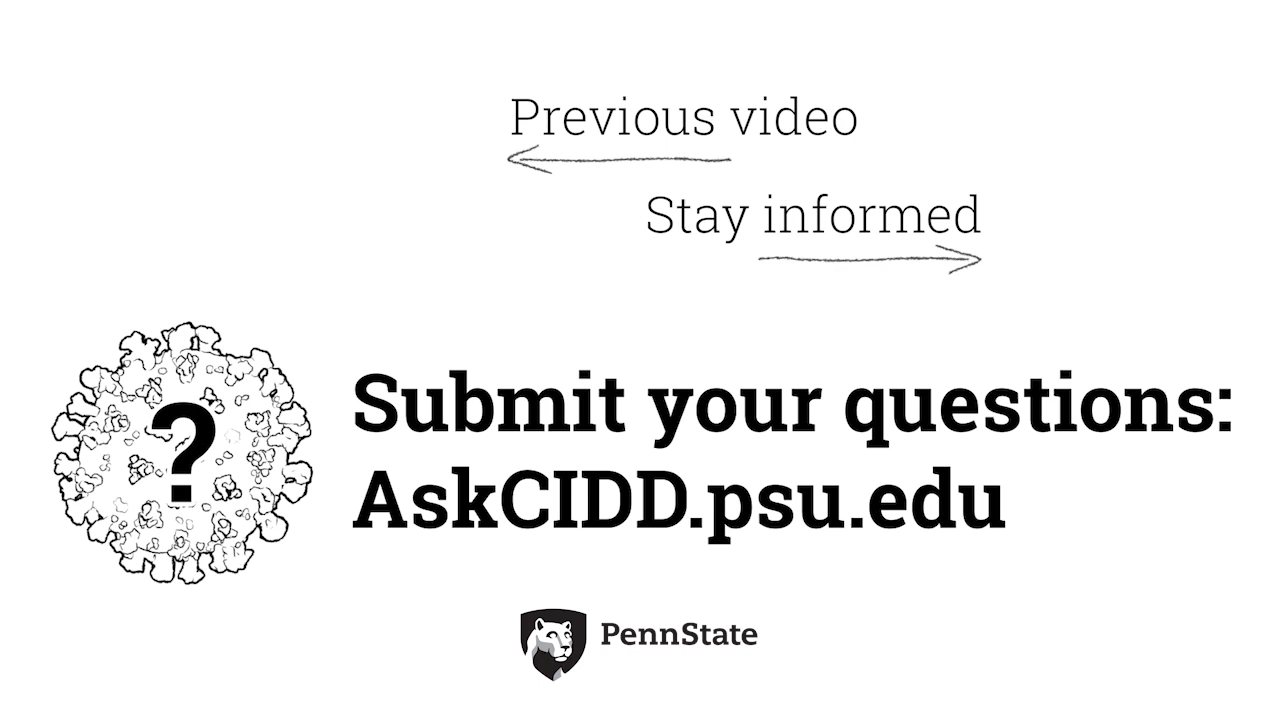 Previous video
Stay informed
?
Submit your questions:
AskCIDD.psu.edu
PennState